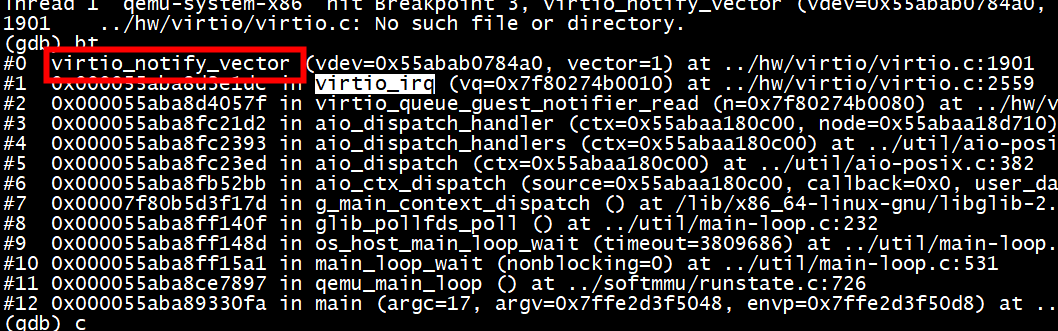 Thread 1 "qemu-system-x86" hit Breakpoint 3, virtio_notify_vector (vdev=0x55abab0784a0,
1901    ../hw/virtio/virtio.c: No such file or directory.
(gdb) bt
#0  virtio_notify_vector (vdev=0x55abab0784a0, vector=1) at ../hw/virtio/virtio.c:1901
#1 in virtio_irq (vq=0x7f80274b0010) at ../hw/virtio/virtio.c:2559
#2  0x000055aba8d4057f in virtio_queue_guest_notifier_read (n=0x7f80274b0080) at ../hw/v
#3  0x000055aba8fc21d2 in aio_dispatch_handler (ctx=0x55abaa180c00, node=0x55abaa18d710)
#4  0x000055aba8fc2393 in aio_dispatch_handlers (ctx=0x55abaa180c00) at ../util/aio-posi
#5  0x000055aba8fc23ed in aio_dispatch (ctx=0x55abaa180c00) at ../util/aio-posix.c:382
#6  0x000055aba8fb52bb in aio_ctx_dispatch (source=0x55abaa180c00, callback=0x0, user_da
#7  0x00007f80b5d3f17d in g_main_context_dispatch () at /lib/x86_64-linux-gnu/libglib-2.
#8  0x000055aba8ff140f in glib_pollfds_poll () at ../util/main-loop.c:232
#9  0x000055aba8ff148d in os_host_main_loop_wait (timeout=3809686) at ../util/main-loop.
#10 0x000055aba8ff15a1 in main_loop_wait (nonblocking=0) at ../util/main-loop.c:531
#11 0x000055aba8ce7897 in qemu_main_loop () at ../softmmu/runstate.c:726
#12 0x000055aba89330fa in main (argc=17, argv=0x7ffe2d3f5048, envp=0x7ffe2d3f50d8) at ..
(gdb) c